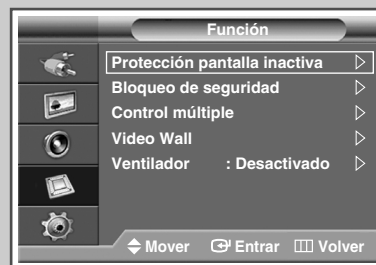 Función
Protección pantalla inactiva
Bloqueo de seguridad
Control múltiple
Video Wall
Ventilador : Desactivado
Mover Entrar Volver